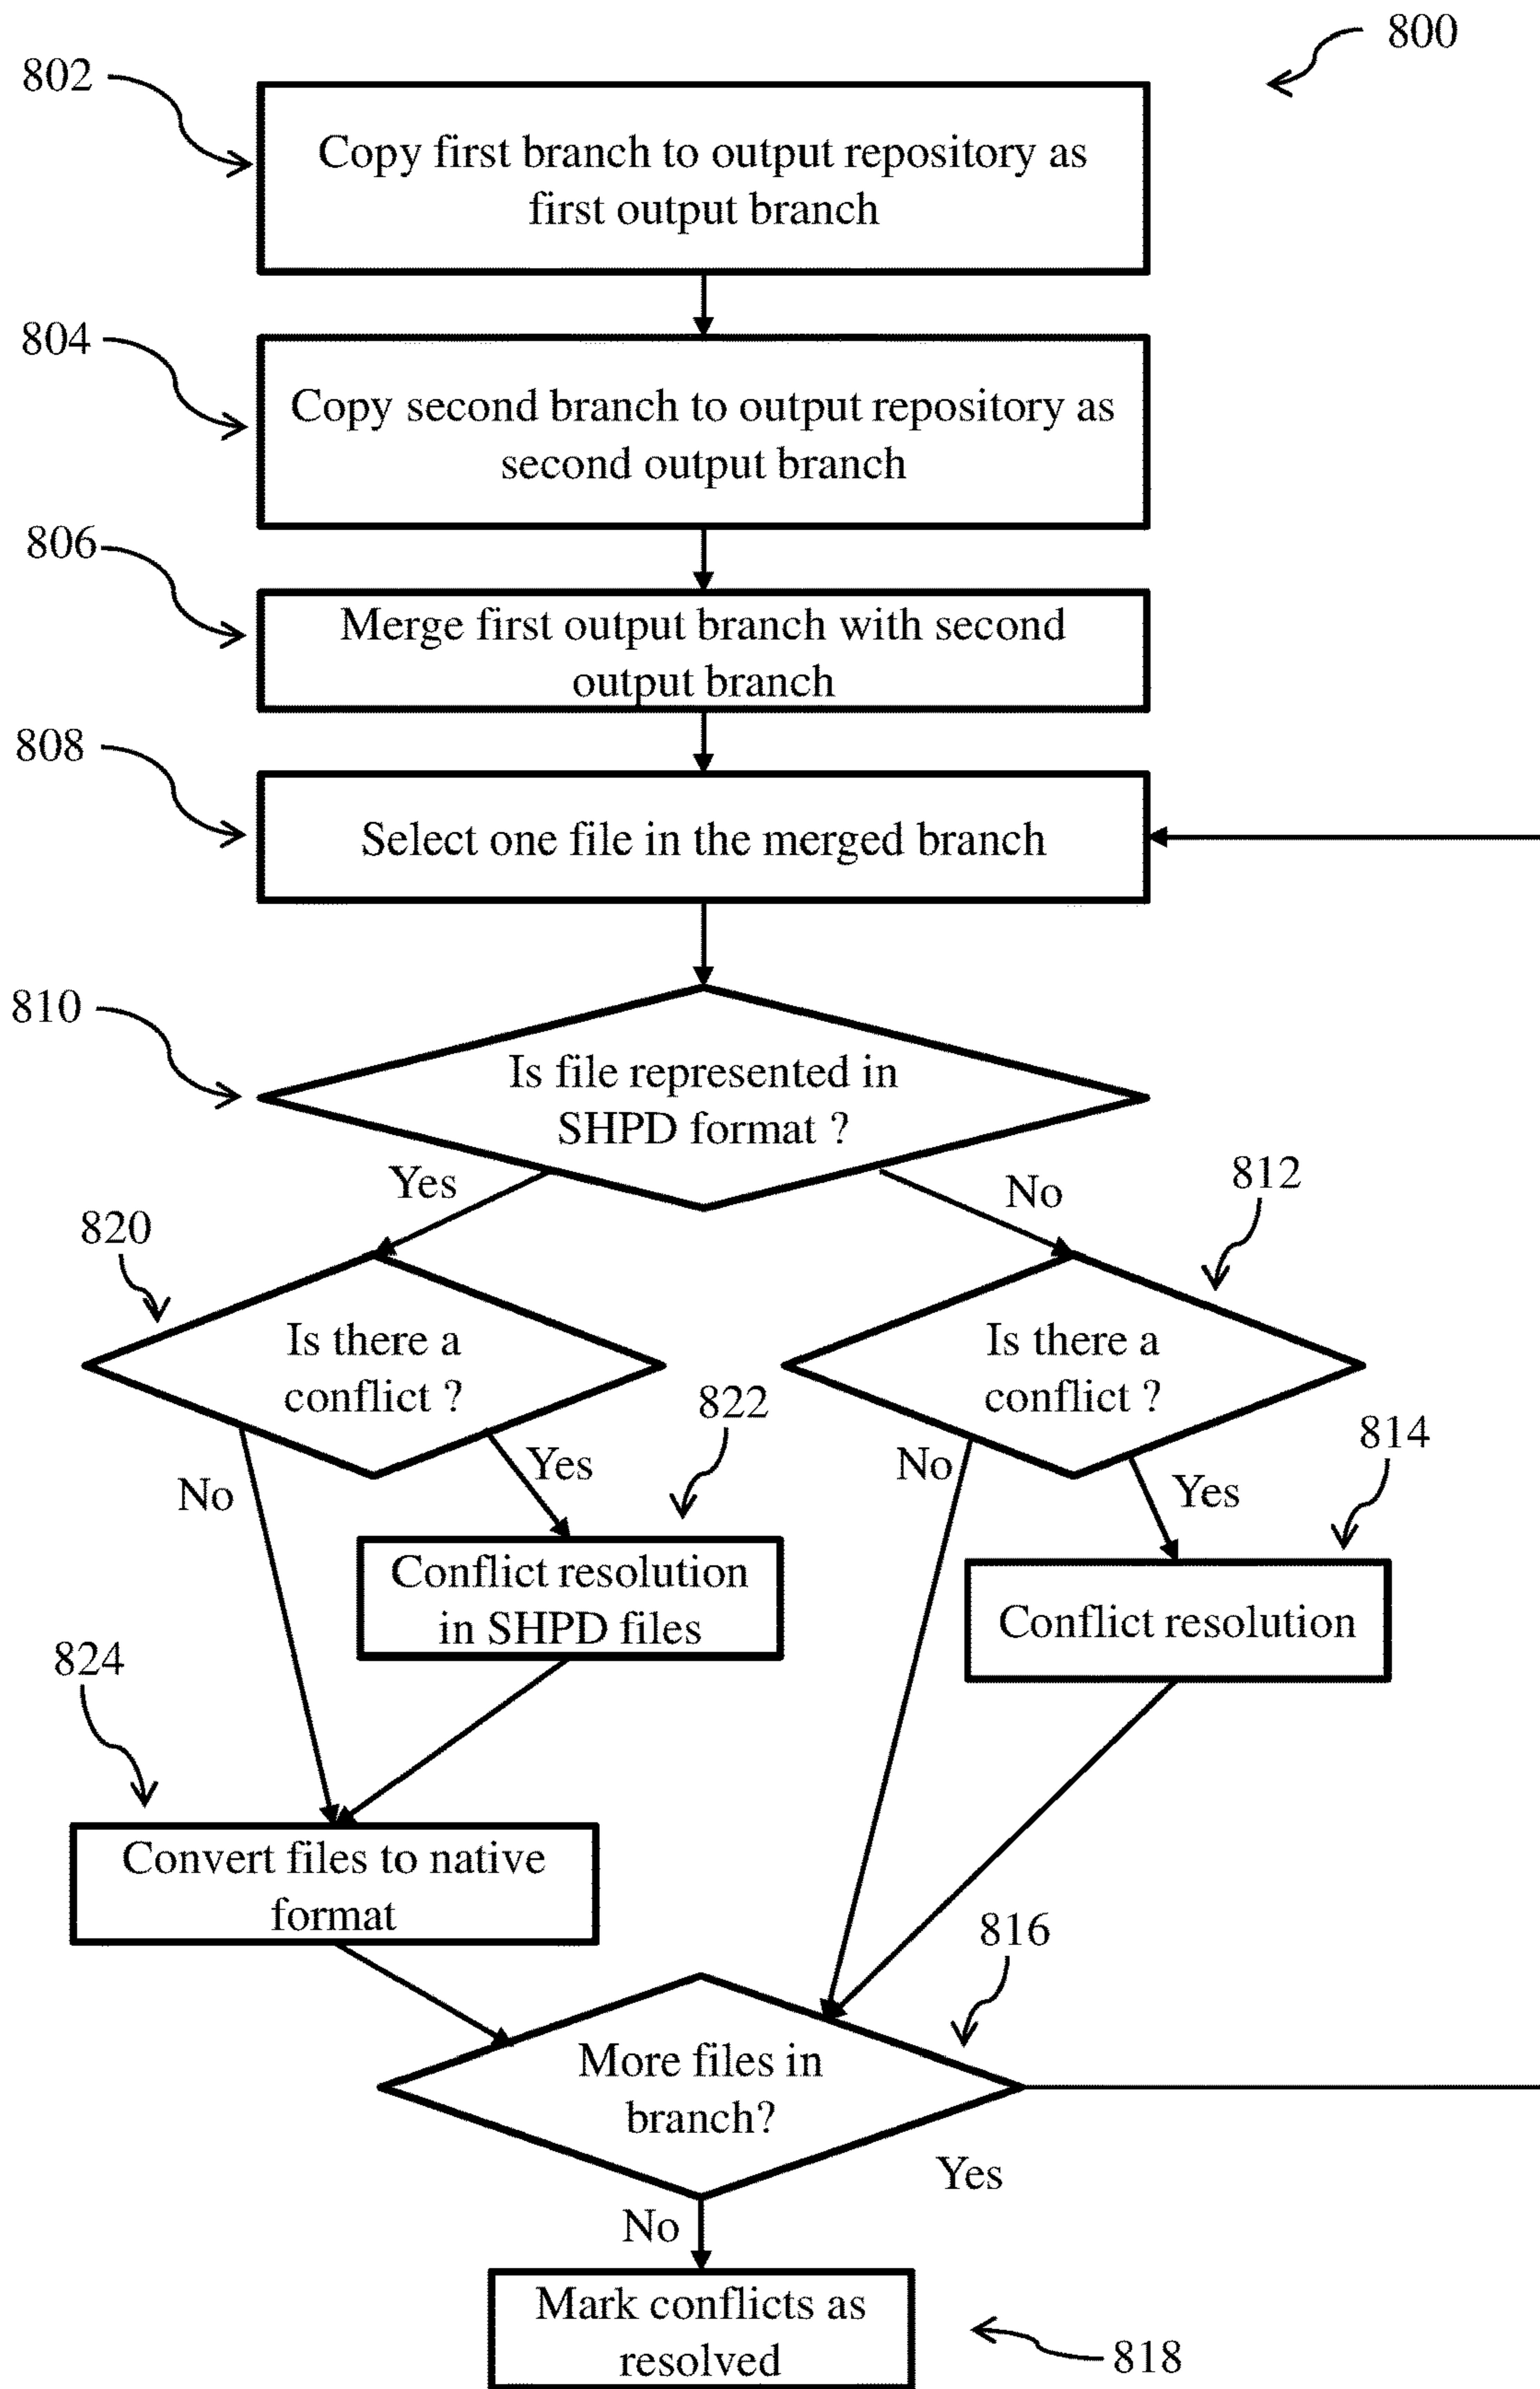 800
802
Copy first branch to output repository as
first output branch
804
Copy second branch to output repository as
second output branch
806
Merge first output branch with second
output branch
808
Select one file in the merged branch
810
Is file represented in
SHPD format ?
Yes
No
812
820
Is there a
conflict ?
Is there a
conflict ?
822
814
No
Yes
No
Yes
Conflict resolution
in SHPD files
Conflict resolution
824
Convert files to native
format
816
More files in
branch?
Yes
No
Mark conflicts as
resolved
818